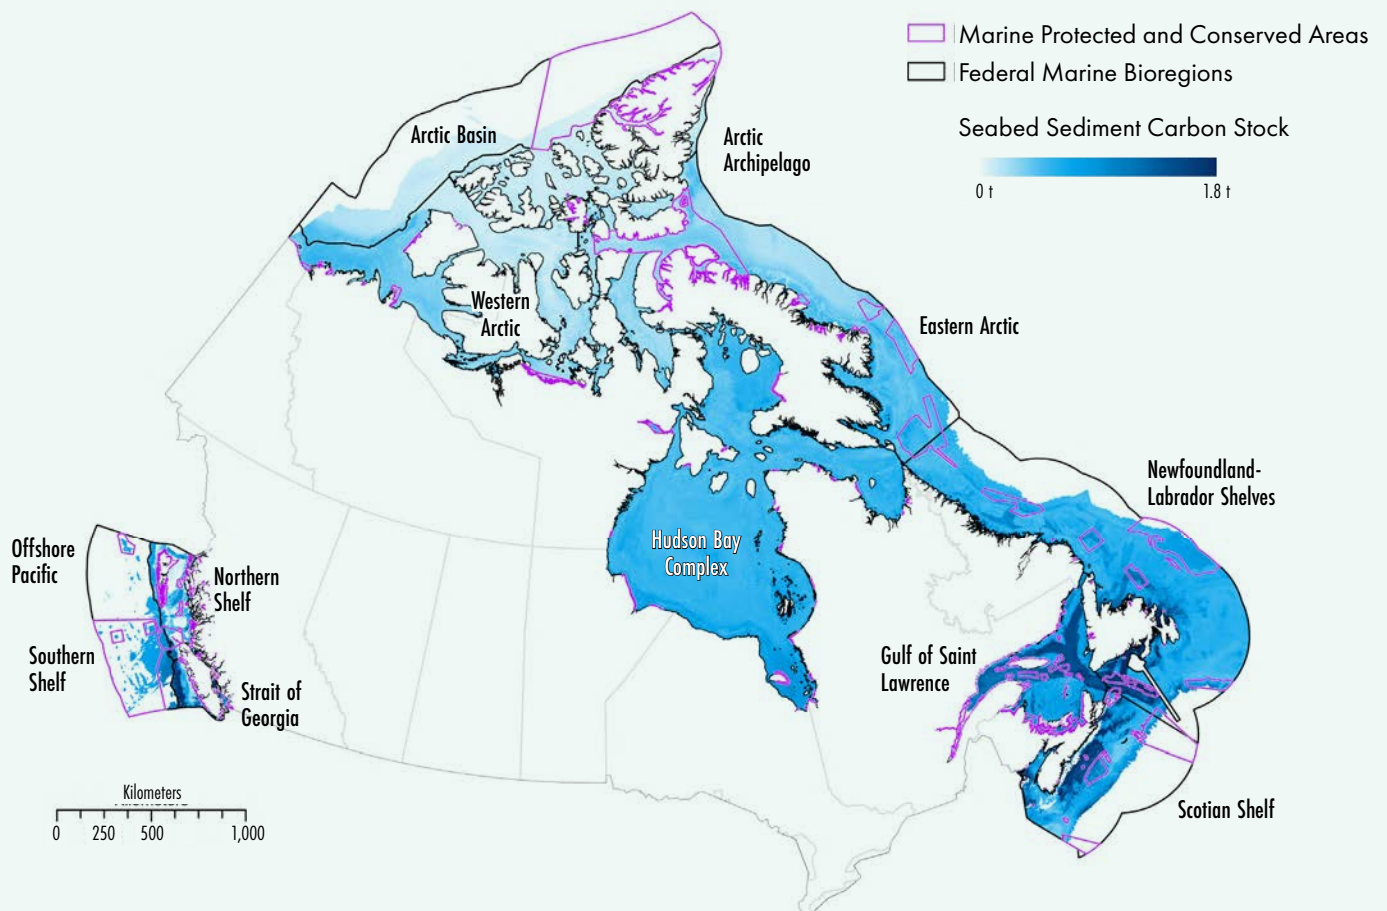 Marine Protected and Conserved Areas
Federal Marine Bioregions
Seabed Sediment Carbon Stock
0 t
1.8 t
Arctic Basin
Arctic
Archipelago
Western
Arctic
Eastern Arctic
Newfoundland-
Labrador Shelves
Hudson Bay
Complex
Offshore
Pacific
Northern
Shelf
Southern
Shelf
Strait of
Georgia
Gulf of Saint
Lawrence
Scotian Shelf
Kilometers
0 250 500 1,000